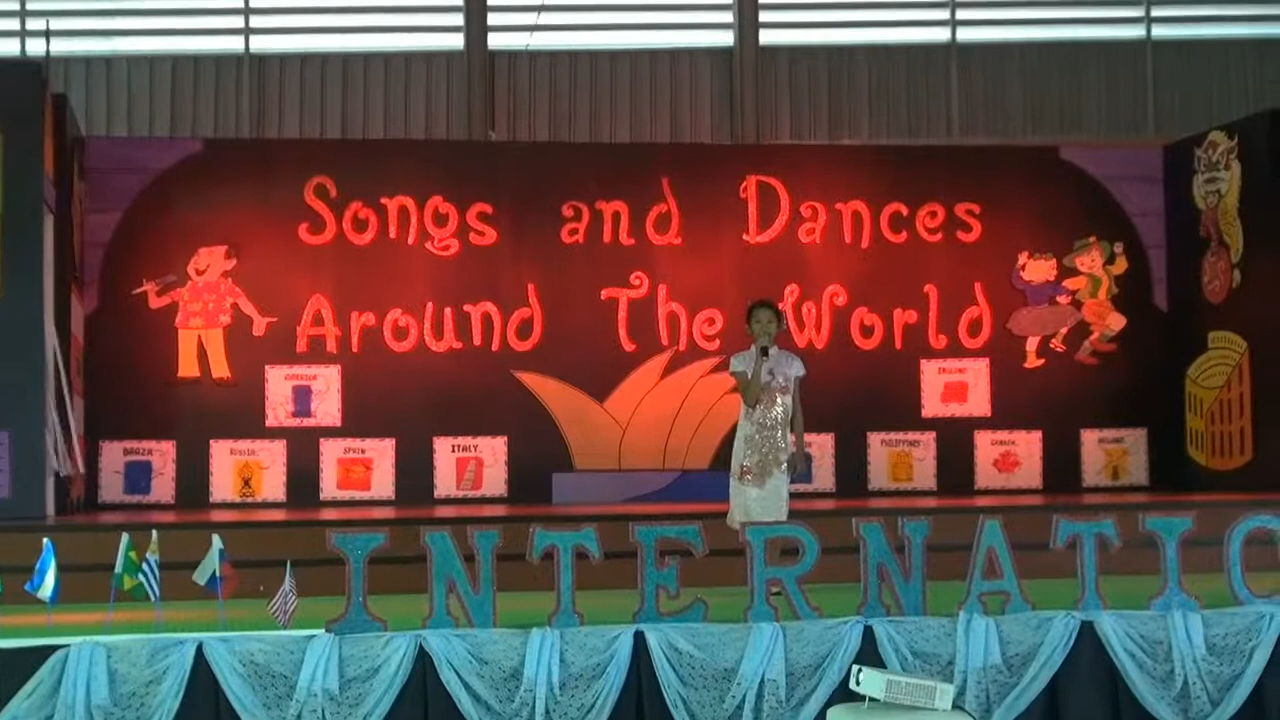 Songs and Dances
Around The World
AMERICA
ENGLAND
BRAZIL
RUSSIA
SPAIN
ITALY
PHILIPPINES
CANADA
INTERNATIO